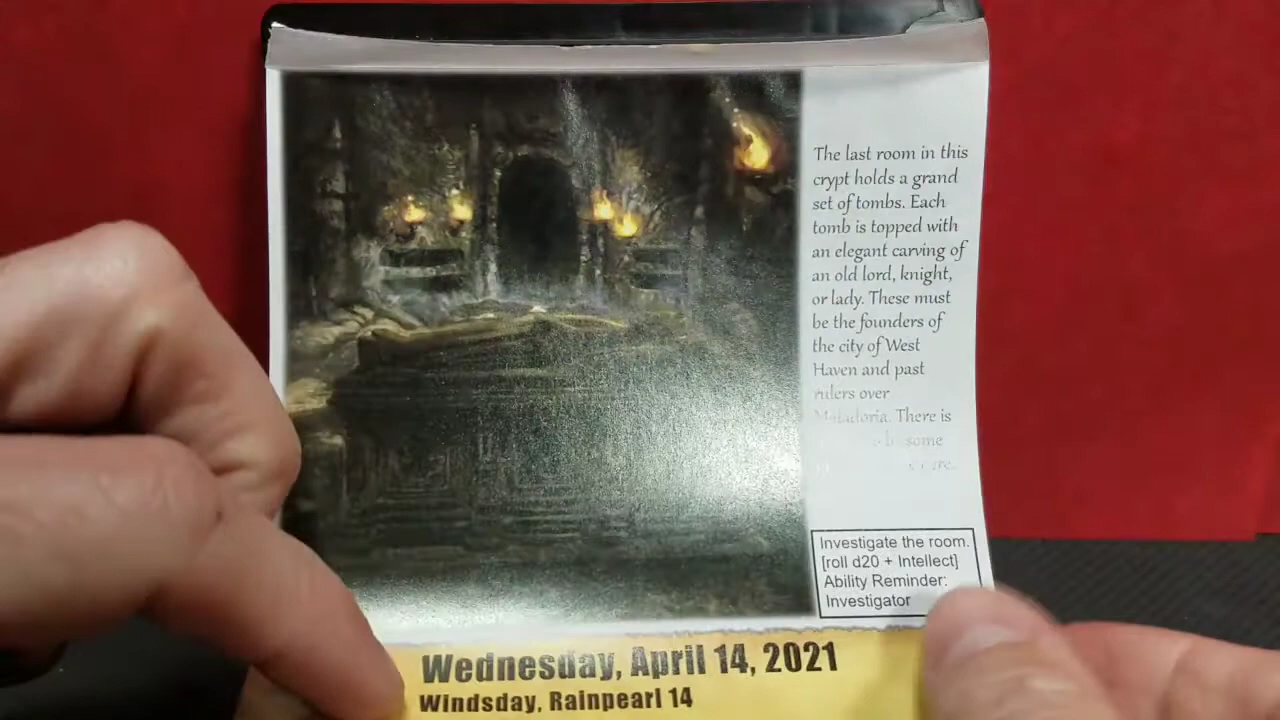 The last room in this
crypt holds a grand
set of tombs. Each
tomb is topped with
an elegant carving of
an old lord, knight,
or lady. These must
be the founders of
the city of West
Haven and past
rulers over
There is
some
Investigate the room.
[roll d20 + Intellect]
Ability Reminder:
Investigator
Wednesday, April 14, 2021
Windsday, Rainpearl 14